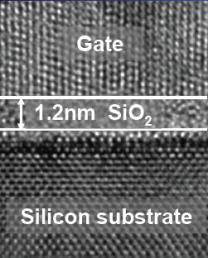 Gate
1.2nm SiO₂
Silicon substrate